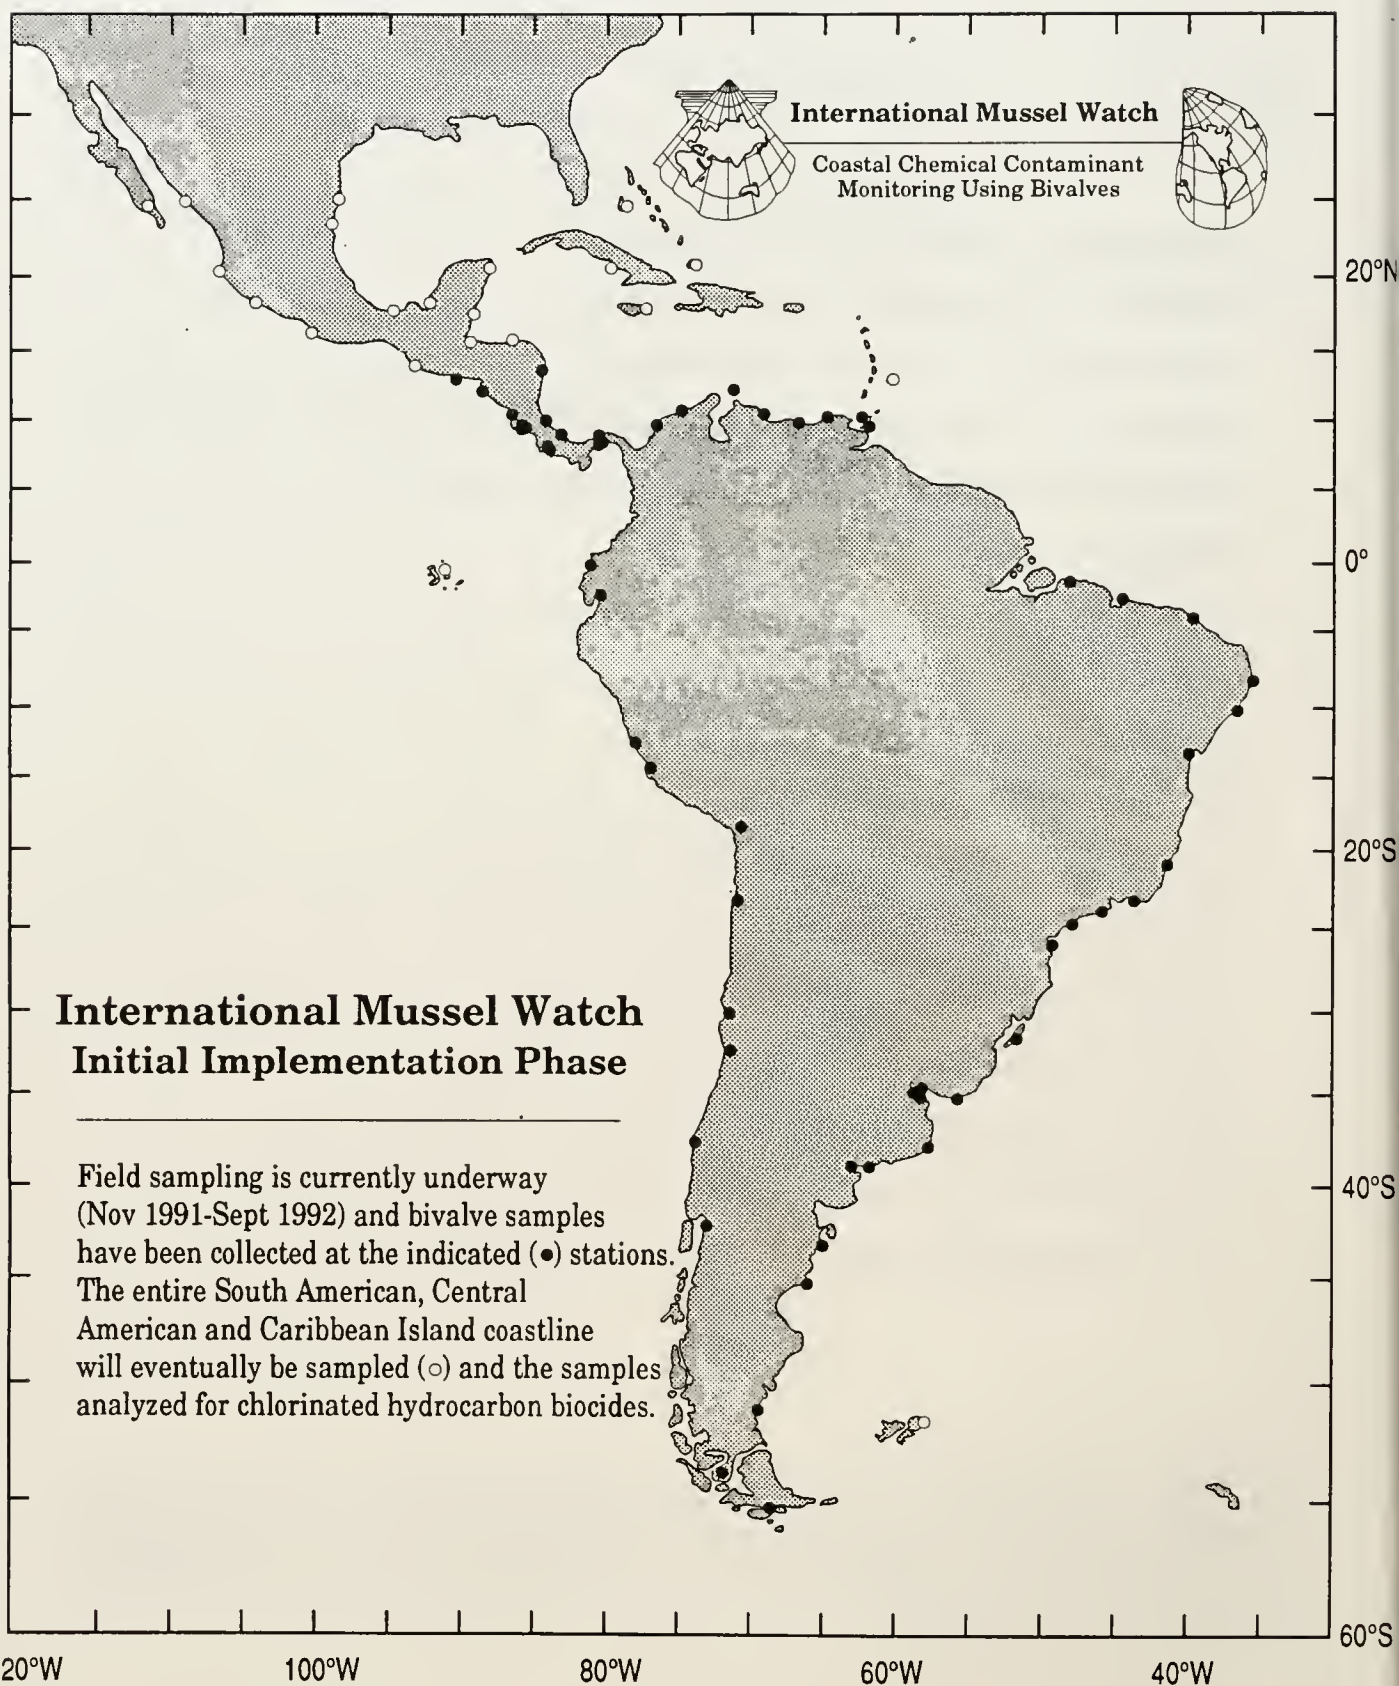 International Mussel Watch
Coastal Chemical Contaminant
Monitoring Using Bivalves
20°N
0°
20°S
International Mussel Watch
Initial Implementation Phase
Field sampling is currently underway
(Nov 1991-Sept 1992) and bivalve samples
have been collected at the indicated (●) stations.
The entire South American, Central
American and Caribbean Island coastline
will eventually be sampled (○) and the samples
analyzed for chlorinated hydrocarbon biocides.
40°S
60°S
20°W
100°W
80°W
60°W
40°W